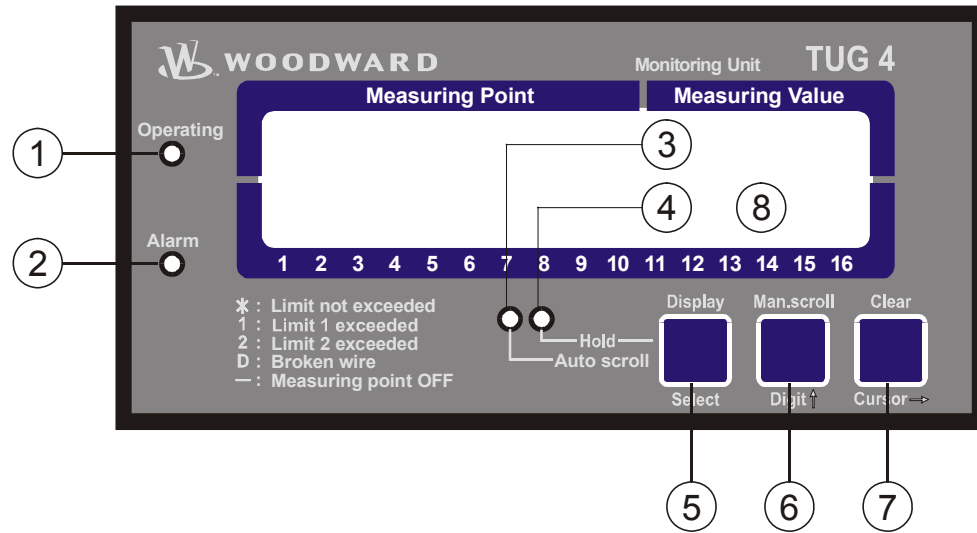 WOODWARD
Monitoring Unit TUG 4
Measuring Point Measuring Value
Operating
1
3
4 8
Alarm
2
1 2 3 4 5 6 7 8 9 10 11 12 13 14 15 16
* : Limit not exceeded
1 : Limit 1 exceeded
2 : Limit 2 exceeded
D : Broken wire
— : Measuring point OFF
Hold
Auto scroll
Display Man.scroll Clear
Select Digit ↑ Cursor →
5 6 7